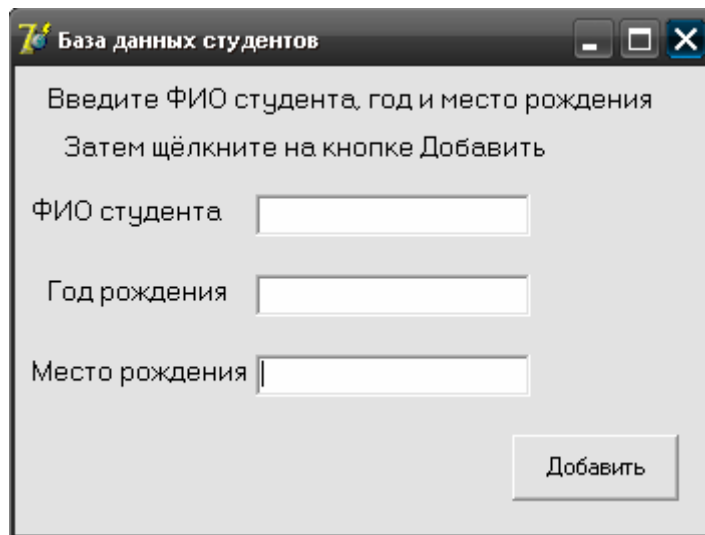 База данных студентов
Введите ФИО студента, год и место рождения
Затем щёлкните на кнопке Добавить
ФИО студента
Год рождения
Место рождения
Добавить